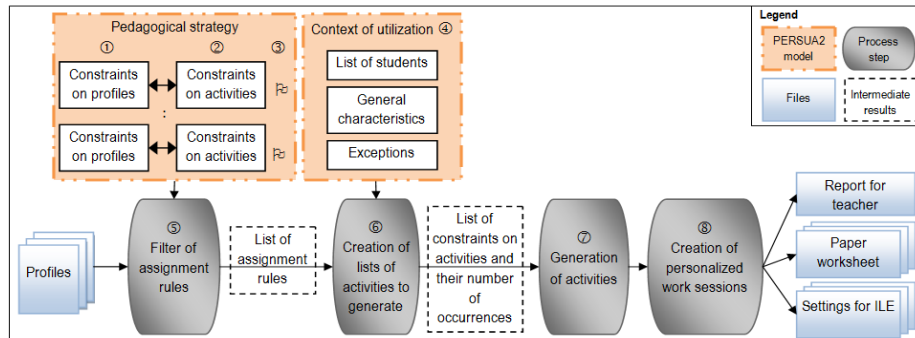 Pedagogical strategy
① ② ③
Constraints on profiles
Constraints on activities
:
Constraints on profiles
Constraints on activities
Context of utilization ④
List of students
General
characteristics
Exceptions
Legend
PERSUA2
model
Process
step
Files
Intermediate
results
Profiles
⑤
Filter of
assignment
rules
List of
assignment
rules
⑥
Creation of
lists of
activities to
generate
List of
constraints on
activities and
their number
of
occurrences
⑦
Generation
of activities
⑧
Creation of
personalized
work sessions
Report for
teacher
Paper
worksheet
Settings for ILE